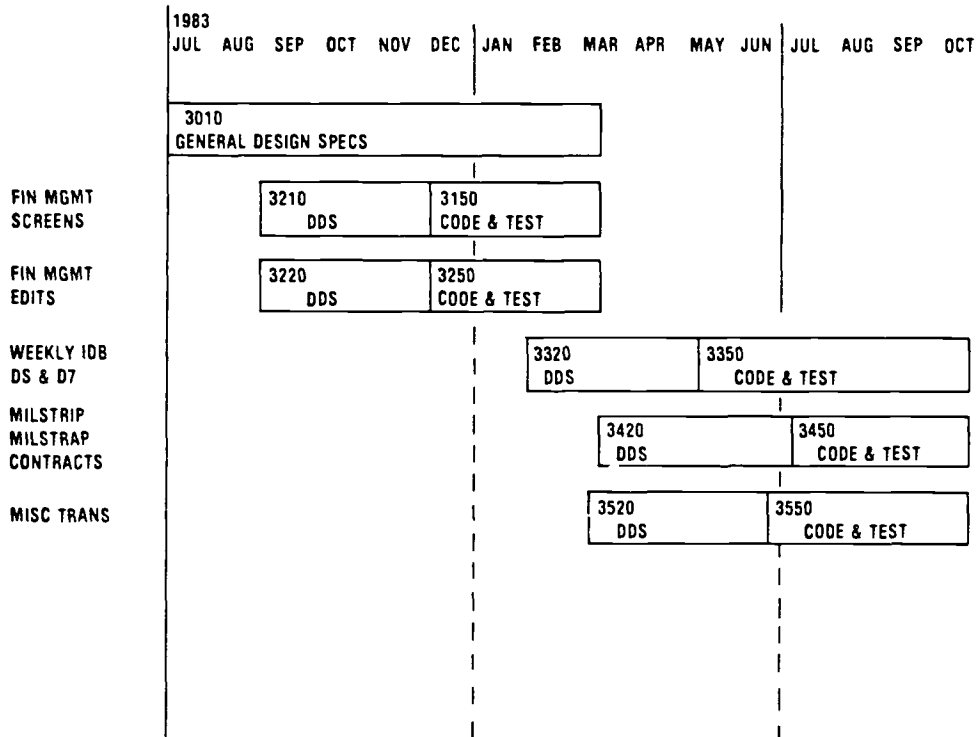 1983
JUL AUG SEP OCT NOV DEC JAN FEB MAR APR MAY JUN JUL AUG SEP OCT
3010
GENERAL DESIGN SPECS
FIN MGMT
SCREENS
3210
DDS
3150
CODE & TEST
FIN MGMT
EDITS
3220
DDS
3250
CODE & TEST
WEEKLY IDB
DS & D7
3320
DDS
3350
CODE & TEST
MILSTRIP
MILSTRAP
CONTRACTS
3420
DDS
3450
CODE & TEST
MISC TRANS
3520
DDS
3550
CODE & TEST